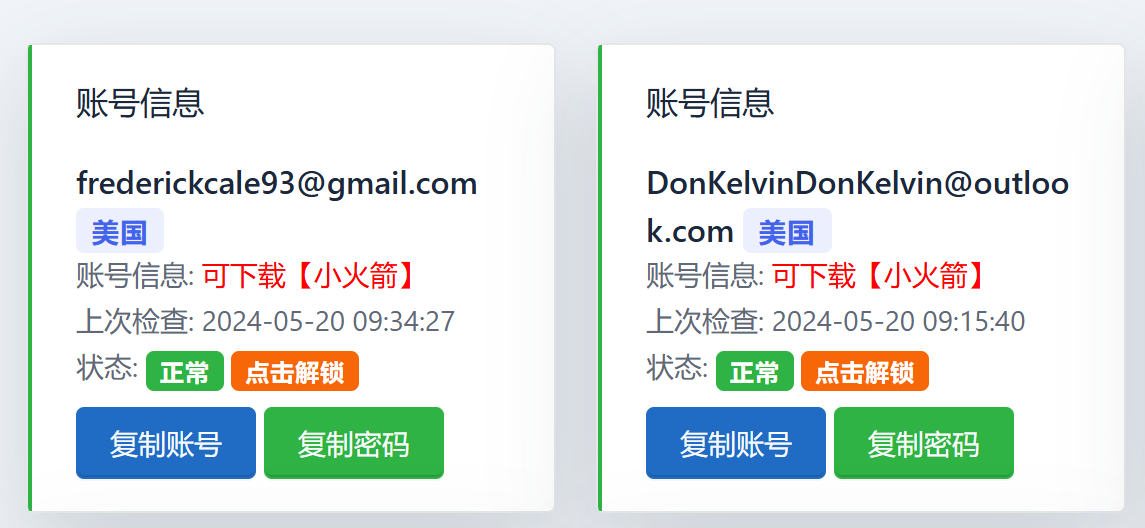 账号信息
frederickcale93@gmail.com
美国
账号信息: 可下载【小火箭】
上次检查: 2024-05-20 09:34:27
状态: 正常 点击解锁
复制账号 复制密码
账号信息
DonKelvinDonKelvin@outloo
k.com 美国
账号信息: 可下载【小火箭】
上次检查: 2024-05-20 09:15:40
状态: 正常 点击解锁
复制账号 复制密码